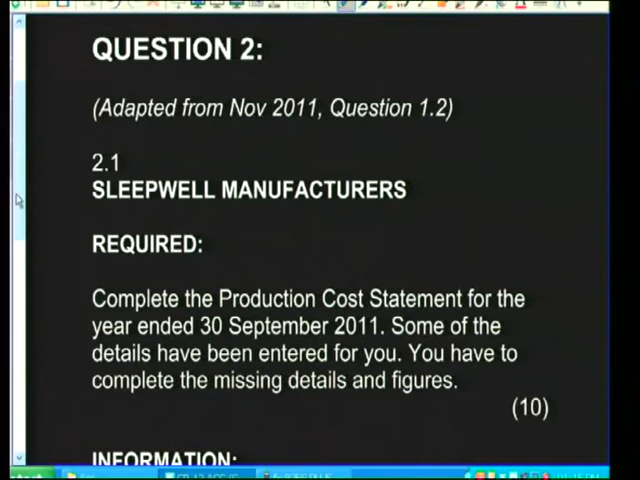 QUESTION 2:
(Adapted from Nov 2011, Question 1.2)
2.1
SLEEPWELL MANUFACTURERS
REQUIRED:
Complete the Production Cost Statement for the
year ended 30 September 2011. Some of the
details have been entered for you. You have to
complete the missing details and figures.
(10)
INFORMATION: